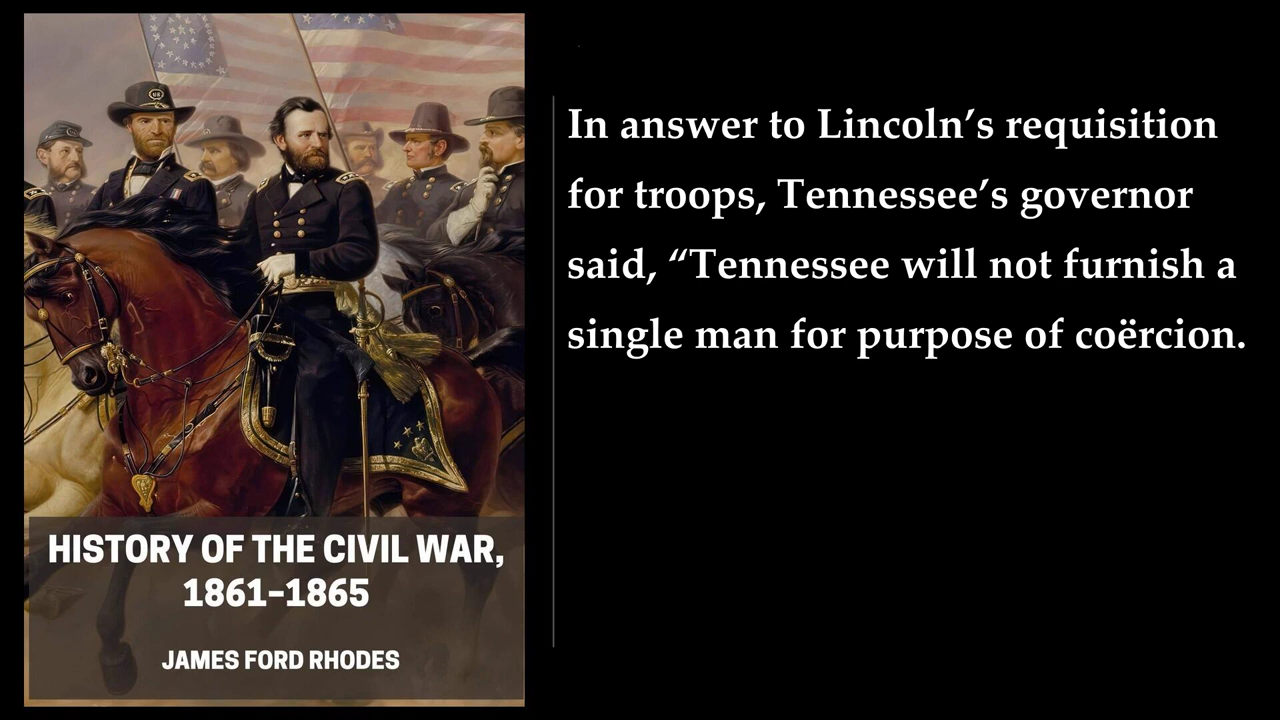 In answer to Lincoln’s requisition
for troops, Tennessee’s governor
said, “Tennessee will not furnish a
single man for purpose of coërcion.
HISTORY OF THE CIVIL WAR,
1861–1865
JAMES FORD RHODES